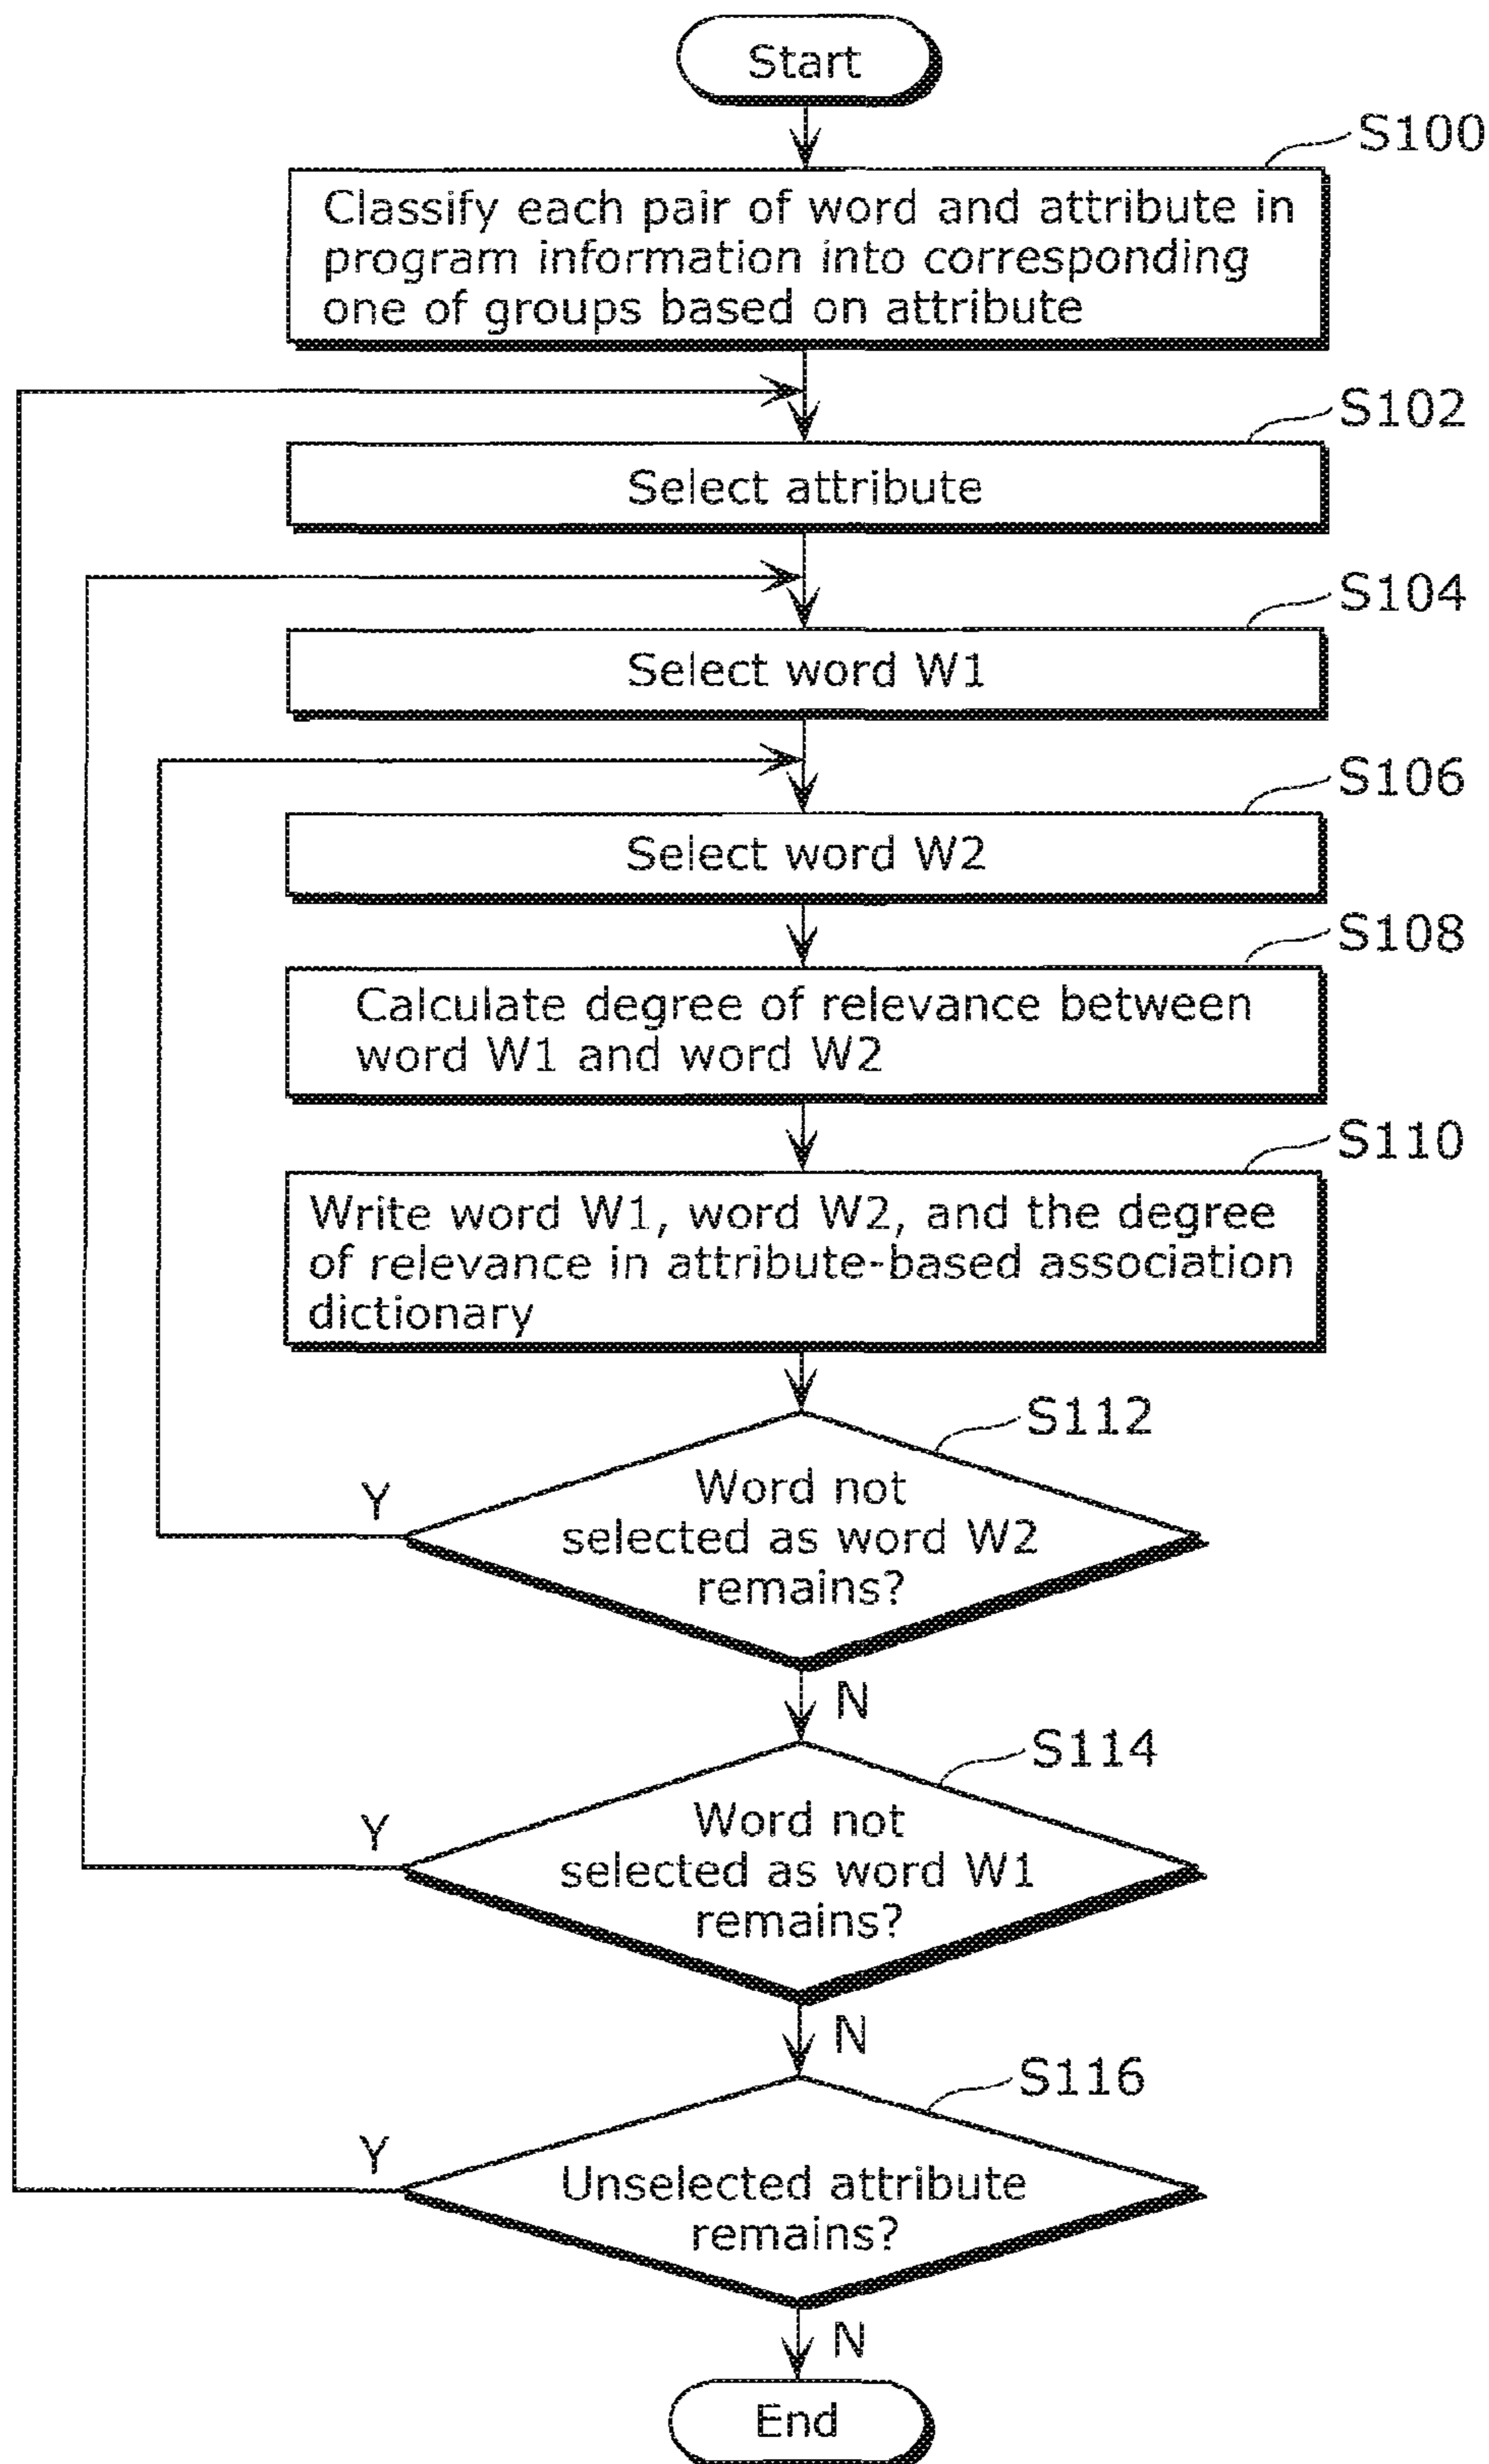 Start
S100
Classify each pair of word and attribute in
program information into corresponding
one of groups based on attribute
S102
Select attribute
S104
Select word W1
S106
Select word W2
S108
Calculate degree of relevance between
word W1 and word W2
S110
Write word W1, word W2, and the degree
of relevance in attribute-based association
dictionary
S112
Y
Word not
selected as word W2
remains?
N
S114
Y
Word not
selected as word W1
remains?
N
S116
Y
Unselected attribute
remains?
N
End